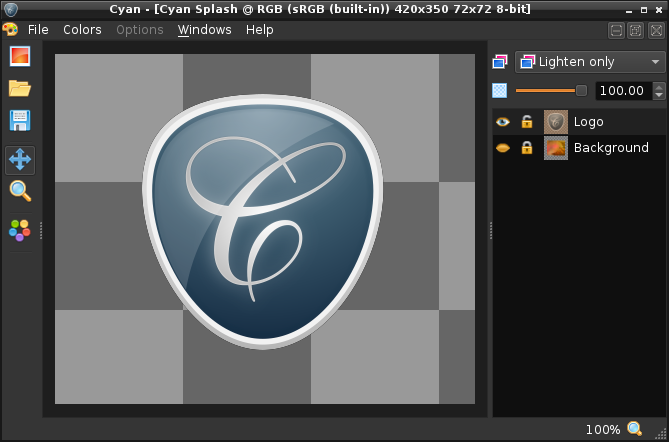 Cyan - [Cyan Splash @ RGB (sRGB (built-in)) 420x350 72x72 8-bit]
File Colors Options Windows Help
Lighten only
100.00
Logo
Background
C
100%